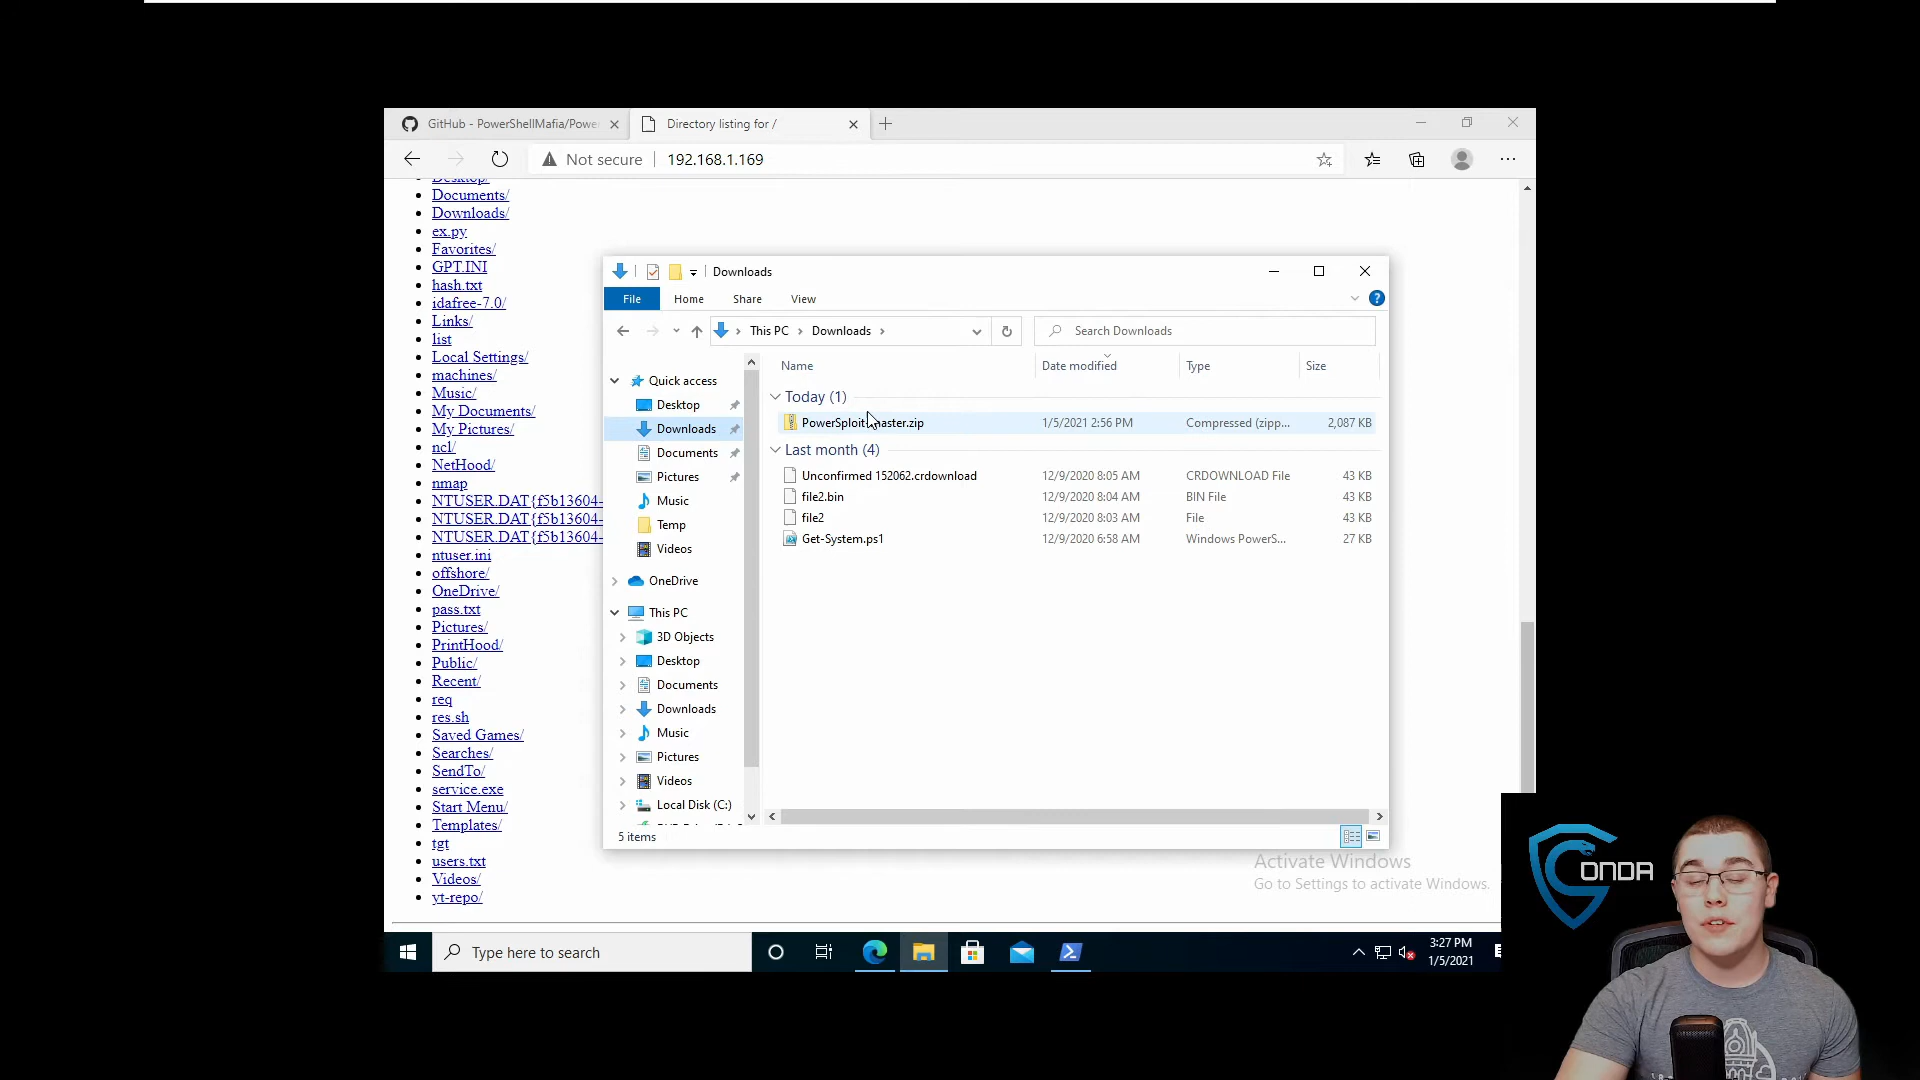 GitHub - PowerShellMafia/Power
Directory listing for /
Not secure
192.168.1.169
Desktop/
Documents/
Downloads/
ex.py
Favorites/
GPT.INI
hash.txt
idafree-7.0/
Links/
list
Local Settings/
machines/
Music/
My Documents/
My Pictures/
ncl/
NetHood/
nmap
NTUSER.DAT{f5b13604-
NTUSER.DAT{f5b13604-
NTUSER.DAT{f5b13604-
ntuser.ini
offshore/
OneDrive/
pass.txt
Pictures/
PrintHood/
Public/
Recent/
req
res.sh
Saved Games/
Searches/
SendTo/
service.exe
Start Menu/
Templates/
tgt
users.txt
Videos/
yt-repo/
Downloads
File Home Share View
This PC > Downloads >
Search Downloads
Quick access
Desktop
Downloads
Documents
Pictures
Music
Temp
Videos
OneDrive
This PC
3D Objects
Desktop
Documents
Downloads
Music
Pictures
Videos
Local Disk (C:)
Name Date modified Type Size
Today (1)
PowerSploit-master.zip 1/5/2021 2:56 PM Compressed (zipp... 2,087 KB
Last month (4)
Unconfirmed 152062.crdownload 12/9/2020 8:05 AM CRDOWNLOAD File 43 KB
file2.bin 12/9/2020 8:04 AM BIN File 43 KB
file2 12/9/2020 8:03 AM File 43 KB
Get-System.ps1 12/9/2020 6:58 AM Windows PowerS... 27 KB
5 items
Activate Windows
Go to Settings to activate Windows.
Type here to search
3:27 PM
1/5/2021
CONDA